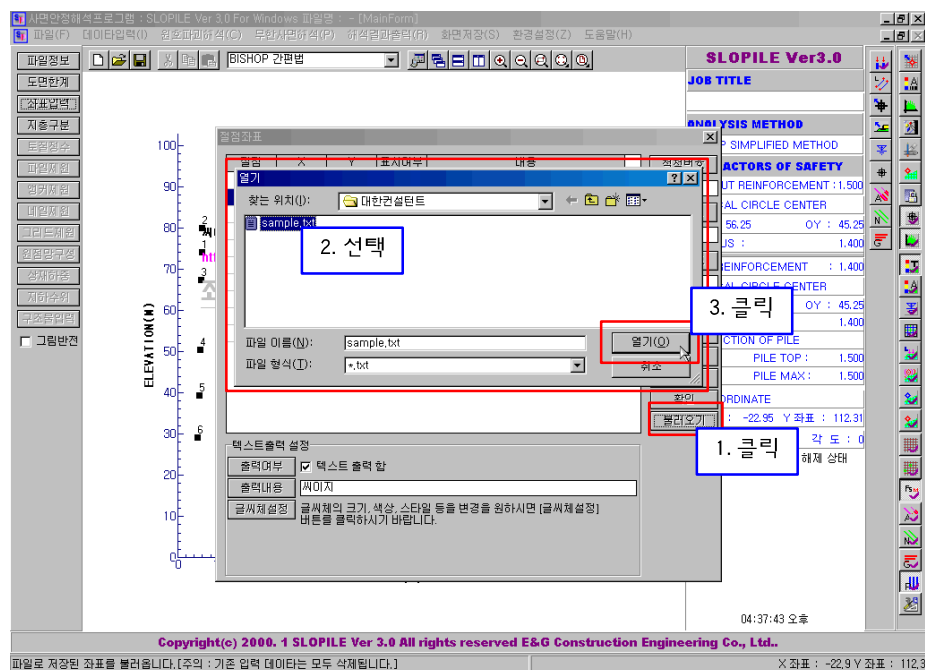 사면안정해석프로그램 : SLOPILE Ver 3.0 For Windows 파일명 : - [MainForm]
파일(F) 데이타입력(I) 원호파괴해석(C) 무한사면해석(P) 해석결과출력(R) 화면저장(S) 환경설정(Z) 도움말(H)
파일정보
도면한계
좌표입력
지층구분
토질정수
파일제원
앵커제원
네일제원
그리드제원
원점망구성
상재하중
지하수위
구조물입력
그림반전
BISHOP 간편법
SLOPILE Ver3.0
JOB TITLE
ANALYSIS METHOD
P SIMPLIFIED METHOD
ACTORS OF SAFETY
UT REINFORCEMENT : 1.500
AL CIRCLE CENTER
56.25 OY : 45.25
US : 1.400
REINFORCEMENT : 1.400
CAL CIRCLE CENTER
OY : 45.25
1.400
CTION OF PILE
PILE TOP : 1.500
PILE MAX : 1.500
ORDINATE
: -22.95 Y 좌표 : 112.31
각 도 : 0
해제 상태
04:37:43 오후
ELEVATION(M)
100
90
80
70
60
50
40
30
20
10
0
0
2
1
3
4
5
6
절점좌표
절점 X Y 표시여부 내용
열기
찾는 위치(I): 대한컨설턴트
sample.txt
2. 선택
3. 클릭
파일 이름(N): sample.txt
열기(O)
파일 형식(T): *.txt
취소
확인
불러오기
1. 클릭
텍스트출력 설정
출력여부 텍스트 출력 함
출력내용 씨이지
글씨체설정 글씨체의 크기, 색상, 스타일 등을 변경을 원하시면 [글씨체설정]
버튼를 클릭하시기 바랍니다.
Copyright(c) 2000. 1 SLOPILE Ver 3.0 All rights reserved E&G Construction Engineering Co., Ltd..
파일로 저장된 좌표를 불러옵니다.[주의 : 기존 입력 데이타는 모두 삭제됩니다.]
X 좌표 : -22.9 Y 좌표 : 112.3